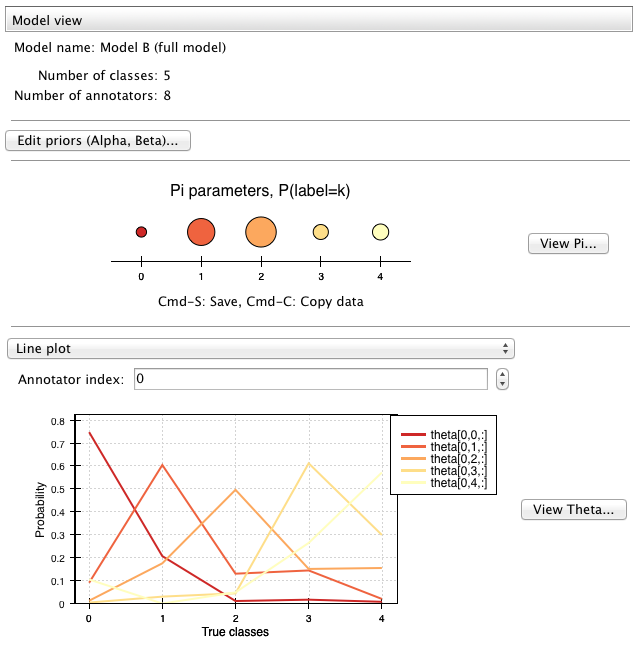 Model view
Model name: Model B (full model)
Number of classes: 5
Number of annotators: 8
Edit priors (Alpha, Beta)...
Pi parameters, P(label=k)
0 1 2 3 4
View Pi...
Cmd-S: Save, Cmd-C: Copy data
Line plot
Annotator index: 0
0.8
0.7
0.6
0.5
0.4
0.3
0.2
0.1
0
Probability
0 1 2 3 4
True classes
theta[0,0,:]
theta[0,1,:]
theta[0,2,:]
theta[0,3,:]
theta[0,4,:]
View Theta...